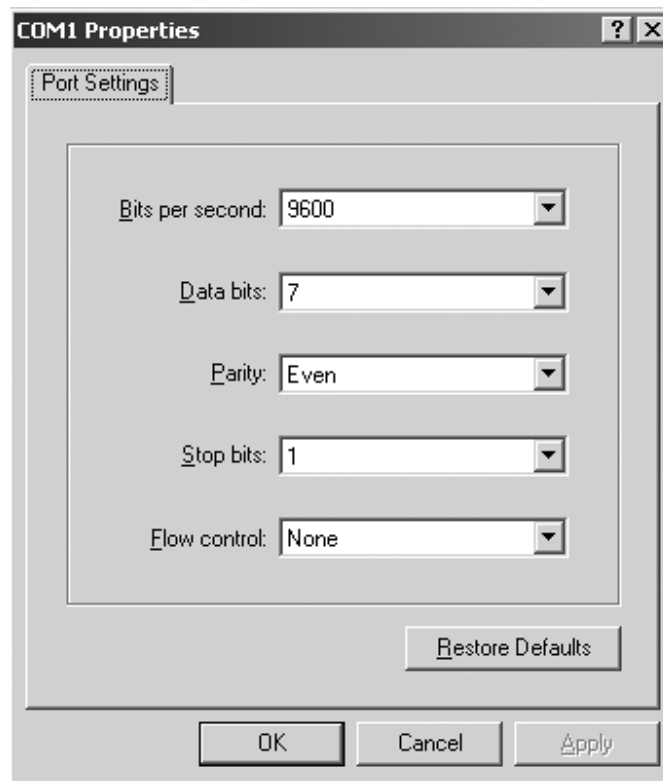 COM1 Properties
Port Settings
Bits per second: 9600
Data bits: 7
Parity: Even
Stop bits: 1
Flow control: None
Restore Defaults
OK Cancel Apply